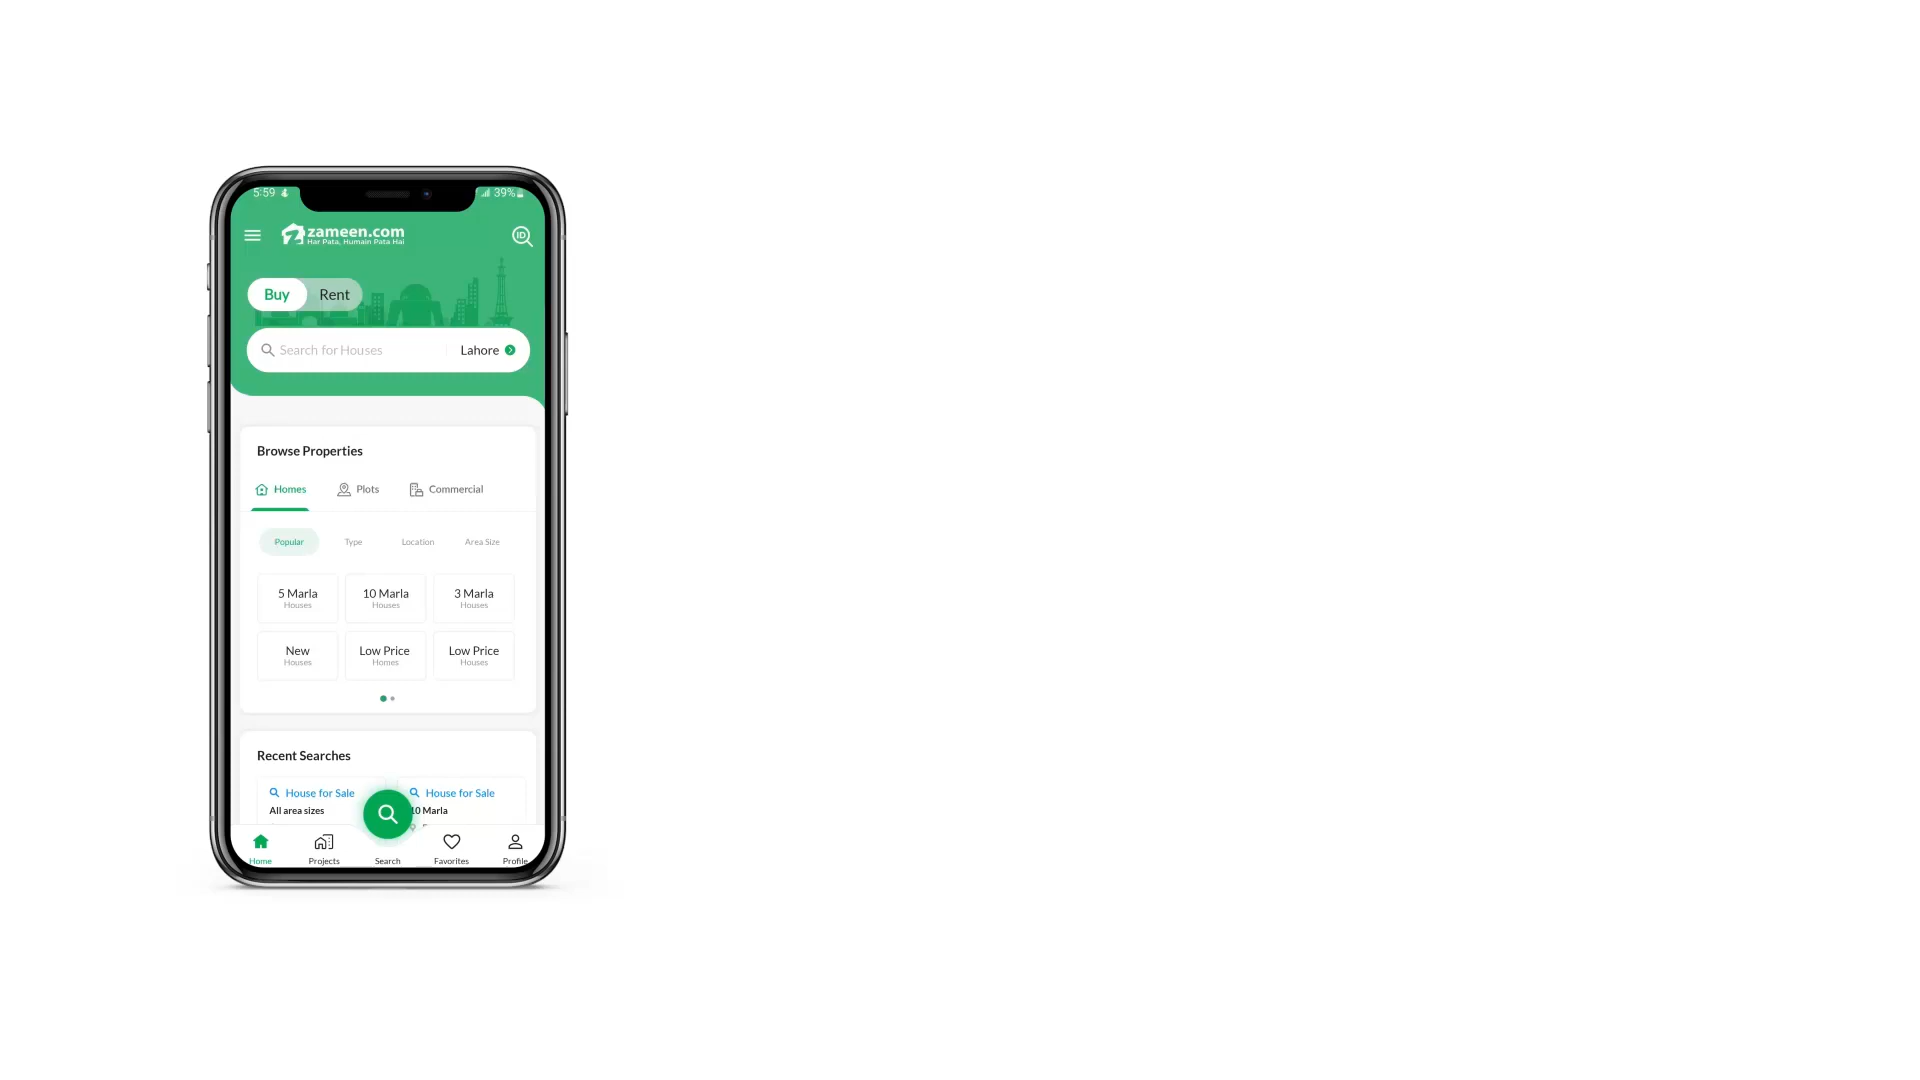 5:59
39%
zameen.com
Har Pata, Humain Pata Hai
ID
Buy Rent
Search for Houses Lahore
Browse Properties
Homes Plots Commercial
Popular Type Location Area Size
5 Marla 10 Marla 3 Marla
Houses Houses Houses
New Low Price Low Price
Houses Homes Houses
Recent Searches
House for Sale House for Sale
All area sizes 10 Marla
Home Projects Search Favorites Profile